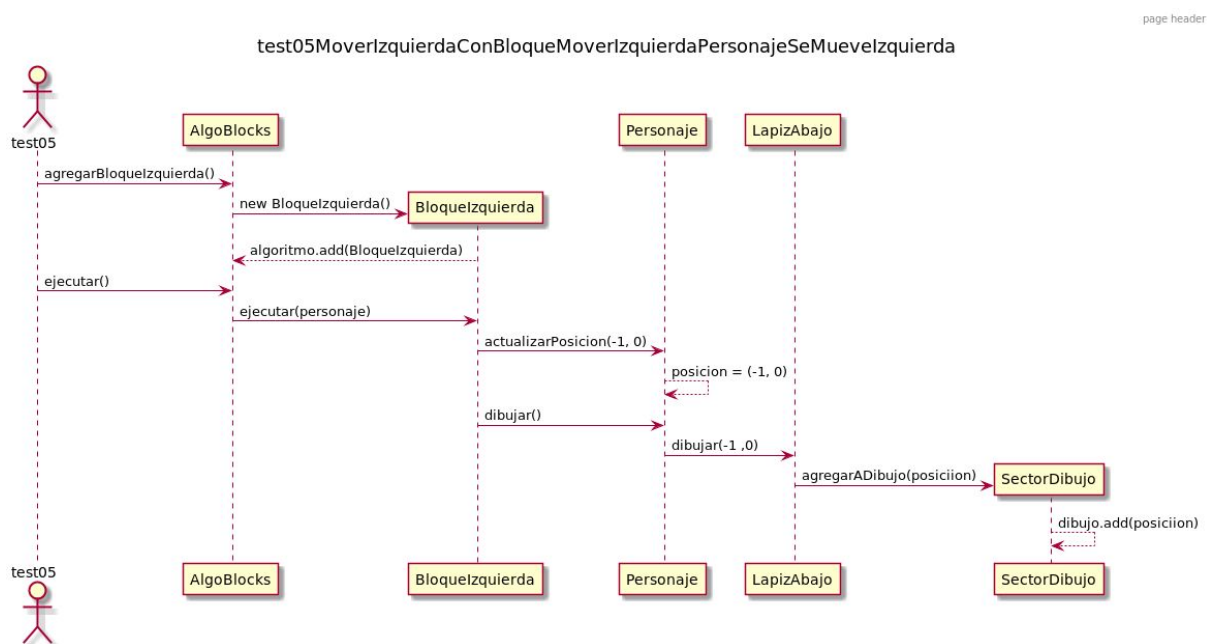 page header
test05MoverIzquierdaConBloqueMoverIzquierdaPersonajeSeMueveIzquierda
test05
AlgoBlocks
Personaje
LapizAbajo
agregarBloqueIzquierda()
new BloqueIzquierda()
BloqueIzquierda
algoritmo.add(BloqueIzquierda)
ejecutar()
ejecutar(personaje)
actualizarPosicion(-1, 0)
posicion = (-1, 0)
dibujar()
dibujar(-1 ,0)
agregarADibujo(posiciion)
SectorDibujo
dibujo.add(posiciion)
test05
AlgoBlocks
BloqueIzquierda
Personaje
LapizAbajo
SectorDibujo